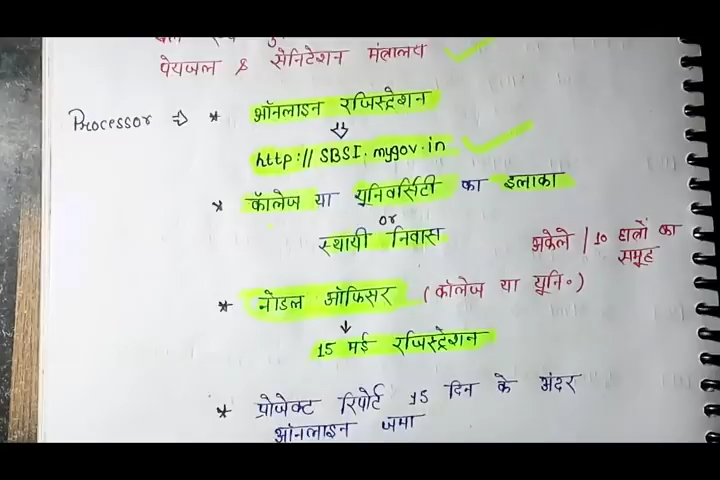 पेयजल & सेनिटेशन मंत्रालय
Processor ⇒ * ऑनलाइन रजिस्ट्रेशन
⇓
http://SBSI.mygov.in
* कॉलेज या यूनिवर्सिटी का इलाका
or
स्थायी निवास
अकेले / 10 छात्रों का
समूह
* नोडल ऑफिसर (कॉलेज या यूनि॰)
↓
15 मई रजिस्ट्रेशन
* प्रोजेक्ट रिपोर्ट 15 दिन के अंदर
ऑनलाइन जमा